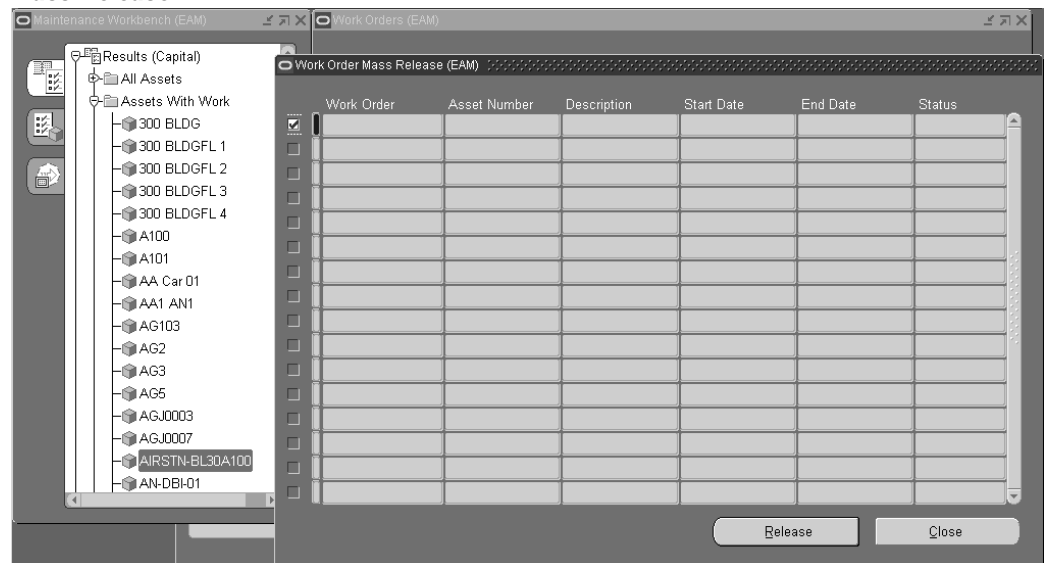 Maintenance Workbench (EAM)
Work Orders (EAM)
Results (Capital)
All Assets
Assets With Work
300 BLDG
300 BLDGFL 1
300 BLDGFL 2
300 BLDGFL 3
300 BLDGFL 4
A100
A101
AA Car 01
AA1 AN1
AG103
AG2
AG3
AG5
AGJ0003
AGJ0007
AIRSTN-BL30A100
AN-DBI-01
Work Order Mass Release (EAM)
Work Order Asset Number Description Start Date End Date Status
Release Close